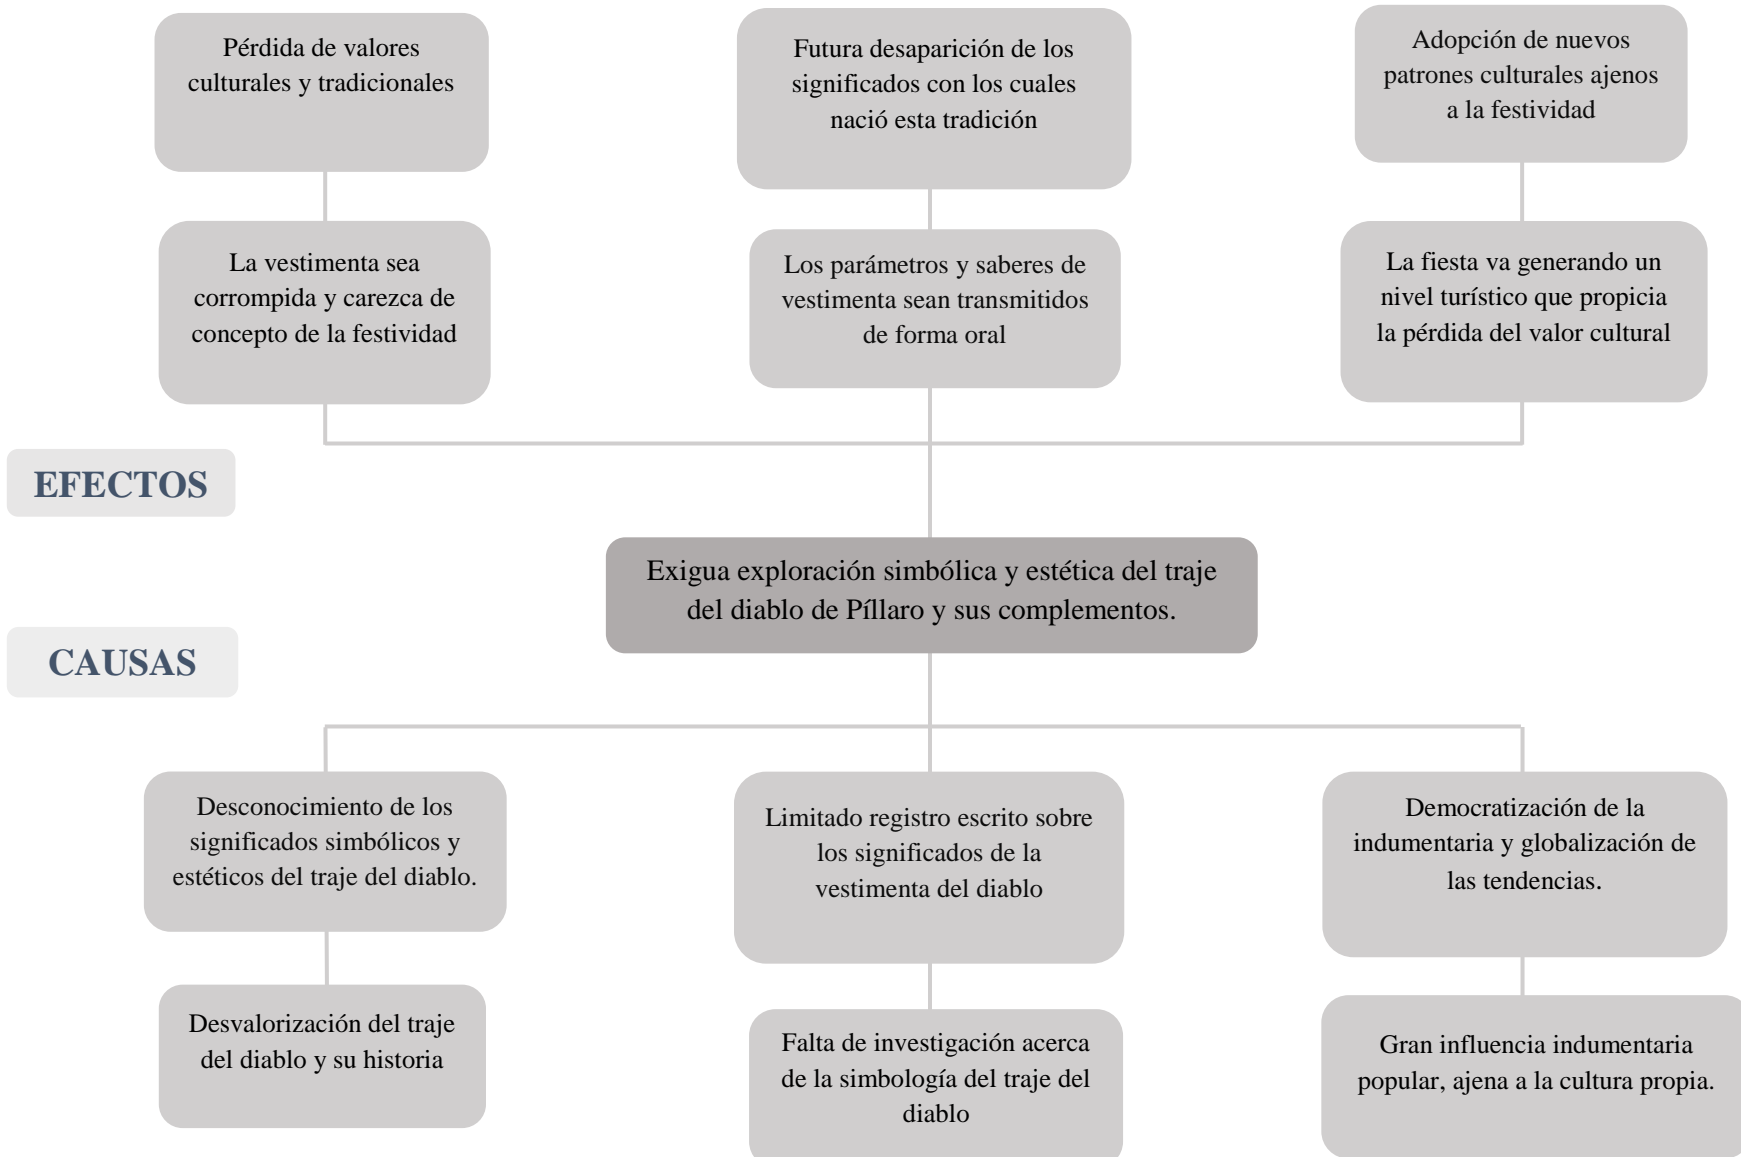 Pérdida de valores
culturales y tradicionales
Futura desaparición de los
significados con los cuales
nació esta tradición
Adopción de nuevos
patrones culturales ajenos
a la festividad
La vestimenta sea
corrompida y carezca de
concepto de la festividad
Los parámetros y saberes de
vestimenta sean transmitidos
de forma oral
La fiesta va generando un
nivel turístico que propicia
la pérdida del valor cultural
EFECTOS
Exigua exploración simbólica y estética del traje
del diablo de Píllaro y sus complementos.
CAUSAS
Desconocimiento de los
significados simbólicos y
estéticos del traje del diablo.
Limitado registro escrito sobre
los significados de la
vestimenta del diablo
Democratización de la
indumentaria y globalización de
las tendencias.
Desvalorización del traje
del diablo y su historia
Falta de investigación acerca
de la simbología del traje del
diablo
Gran influencia indumentaria
popular, ajena a la cultura propia.